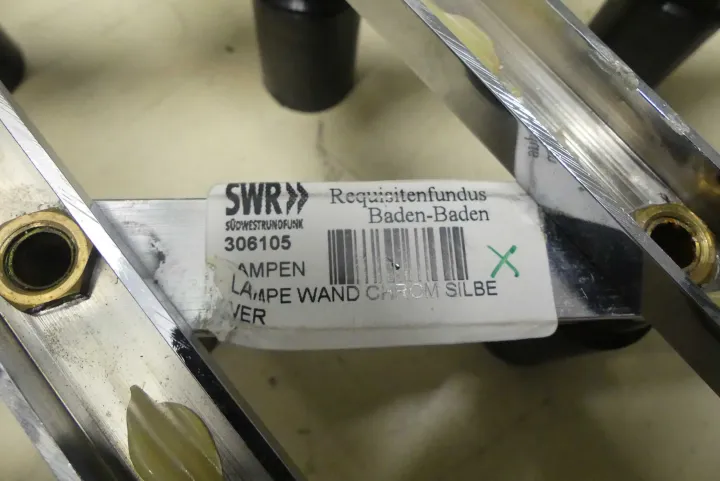 SWR»
SÜDWESTRUNDFUNK
Requisitenfundus
Baden-Baden
306105
LAMPEN
LAMPE WAND CHROM SILBE
VER